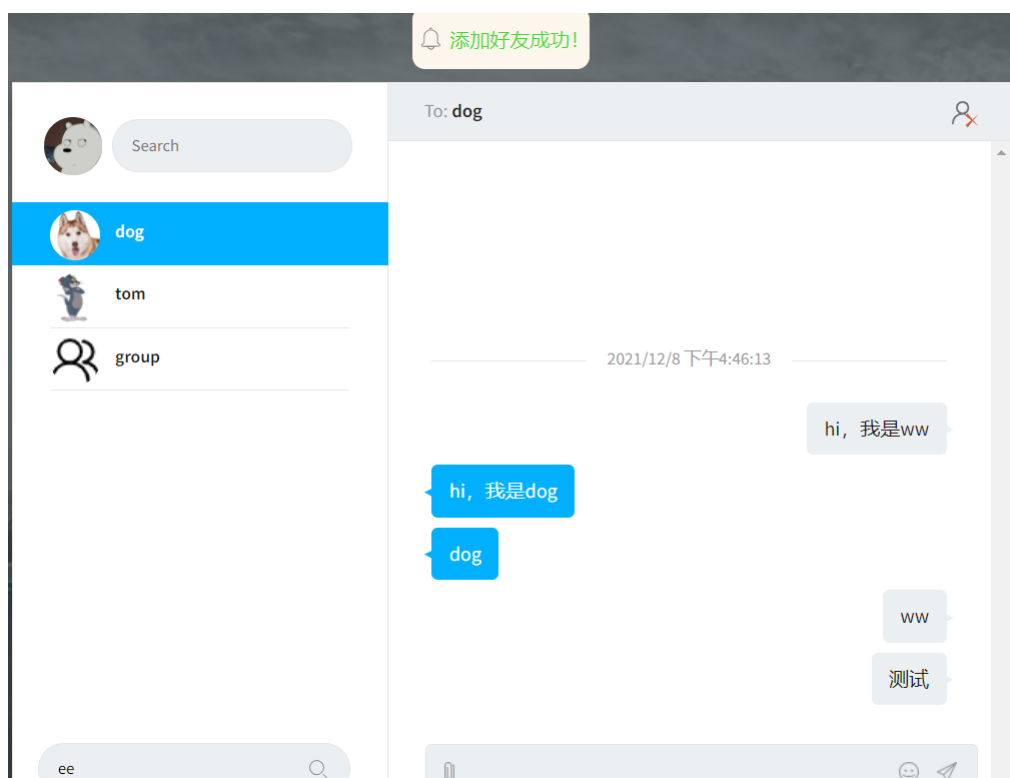 添加好友成功!
Search
dog
tom
group
ee
To: dog
2021/12/8 下午4:46:13
hi，我是ww
hi，我是dog
dog
ww
测试